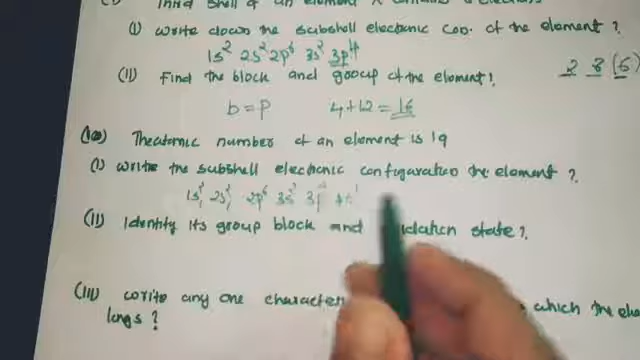 Third shell of an element X contains 6 electrons
(I) Write down the subshell electronic con. of the element ?
1s² 2s² 2p⁶ 3s² 3p⁴
(II) Find the block and group of the element?
2 8 (6)
b = p 4+12 = 16
(10) The atomic number of an element is 19
(I) Write the subshell electronic configuration the element ?
1s² 2s² 2p⁶ 3s² 3p⁶ 4s¹
(II) Identity its group block and oxidation state?
(III) Write any one which the
longs ?